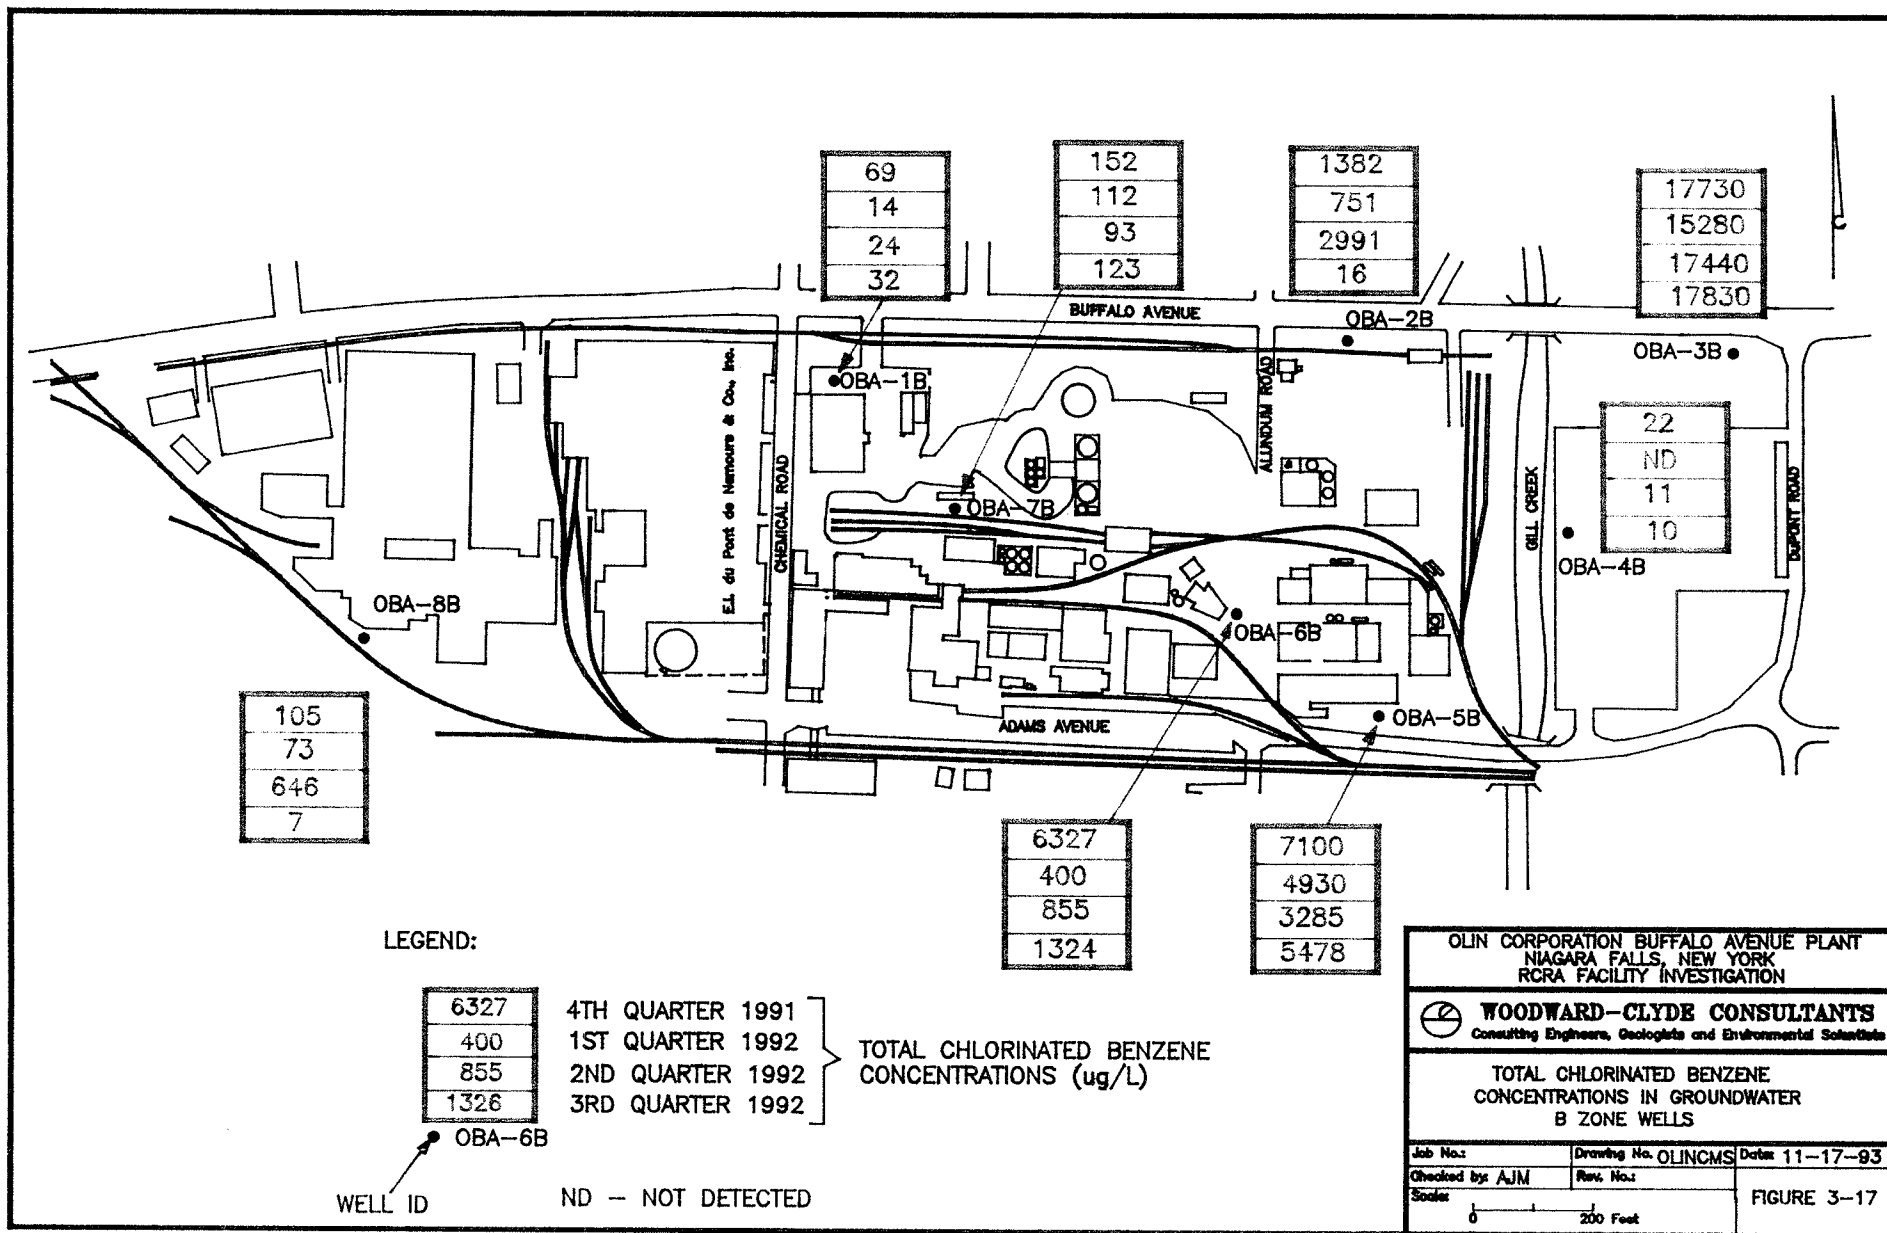 69
14
24
32
152
112
93
123
1382
751
2991
16
17730
15280
17440
17830
BUFFALO AVENUE
OBA-2B
OBA-3B
OBA-1B
E.I. du Pont de Nemours & Co., Inc.
CHEMICAL ROAD
ALUNDUM ROAD
GILL CREEK
DUPONT ROAD
22
ND
11
10
OBA-7B
OBA-4B
OBA-8B
OBA-6B
OBA-5B
ADAMS AVENUE
105
73
646
7
6327
400
855
1324
7100
4930
3285
5478
LEGEND:
6327 4TH QUARTER 1991
400 1ST QUARTER 1992
855 2ND QUARTER 1992
1326 3RD QUARTER 1992
TOTAL CHLORINATED BENZENE
CONCENTRATIONS (ug/L)
OBA-6B
WELL ID
ND - NOT DETECTED
OLIN CORPORATION BUFFALO AVENUE PLANT
NIAGARA FALLS, NEW YORK
RCRA FACILITY INVESTIGATION
WOODWARD-CLYDE CONSULTANTS
Consulting Engineers, Geologists and Environmental Scientists
TOTAL CHLORINATED BENZENE
CONCENTRATIONS IN GROUNDWATER
B ZONE WELLS
Job No.: Drawing No. OLINCMS Date: 11-17-93
Checked by: AJM Rev. No.:
Scale:
0 200 Feet
FIGURE 3-17